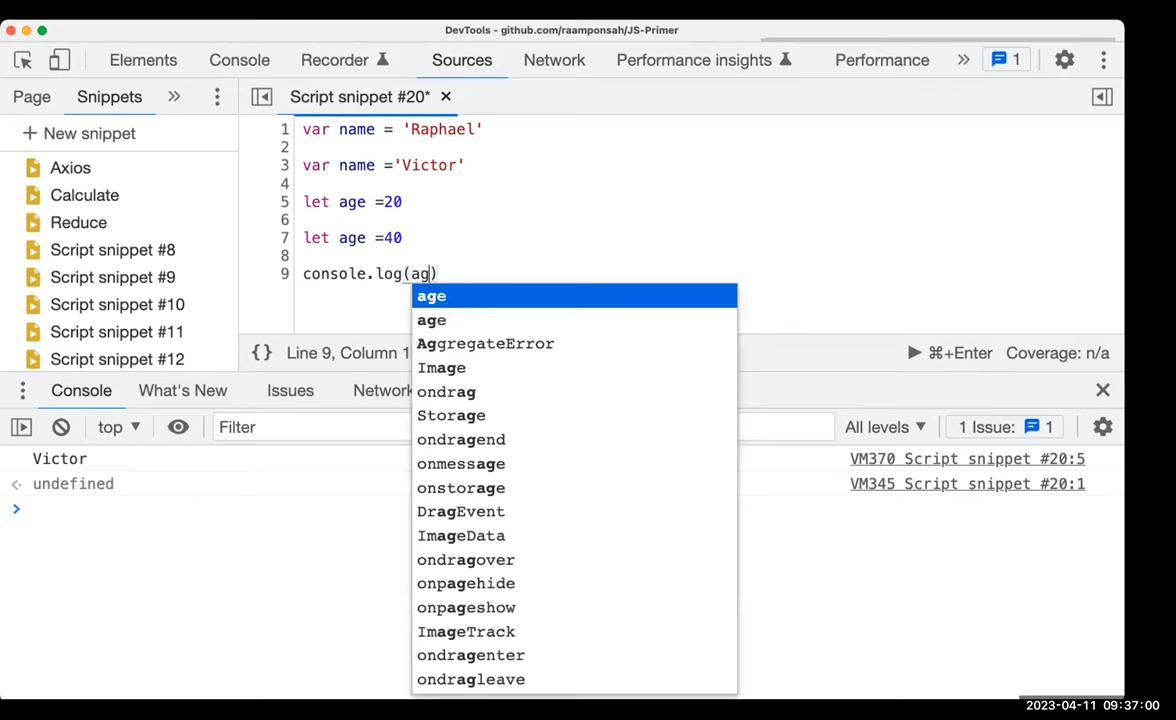 DevTools - github.com/raamponsah/JS-Primer
Elements Console Recorder Sources Network Performance insights Performance » 1
Page Snippets » Script snippet #20* ×
+ New snippet
Axios
Calculate
Reduce
Script snippet #8
Script snippet #9
Script snippet #10
Script snippet #11
Script snippet #12
1 var name = 'Raphael'
2
3 var name ='Victor'
4
5 let age =20
6
7 let age =40
8
9 console.log(ag)
age
age
AggregateError
Image
ondrag
Storage
ondragend
onmessage
onstorage
DragEvent
ImageData
ondragover
onpagehide
onpageshow
ImageTrack
ondragenter
ondragleave
{} Line 9, Column 1 ⌘+Enter Coverage: n/a
Console What's New Issues Network
top ▼ Filter All levels ▼ 1 Issue: 1
Victor VM370 Script snippet #20:5
undefined VM345 Script snippet #20:1
>
2023-04-11 09:37:00